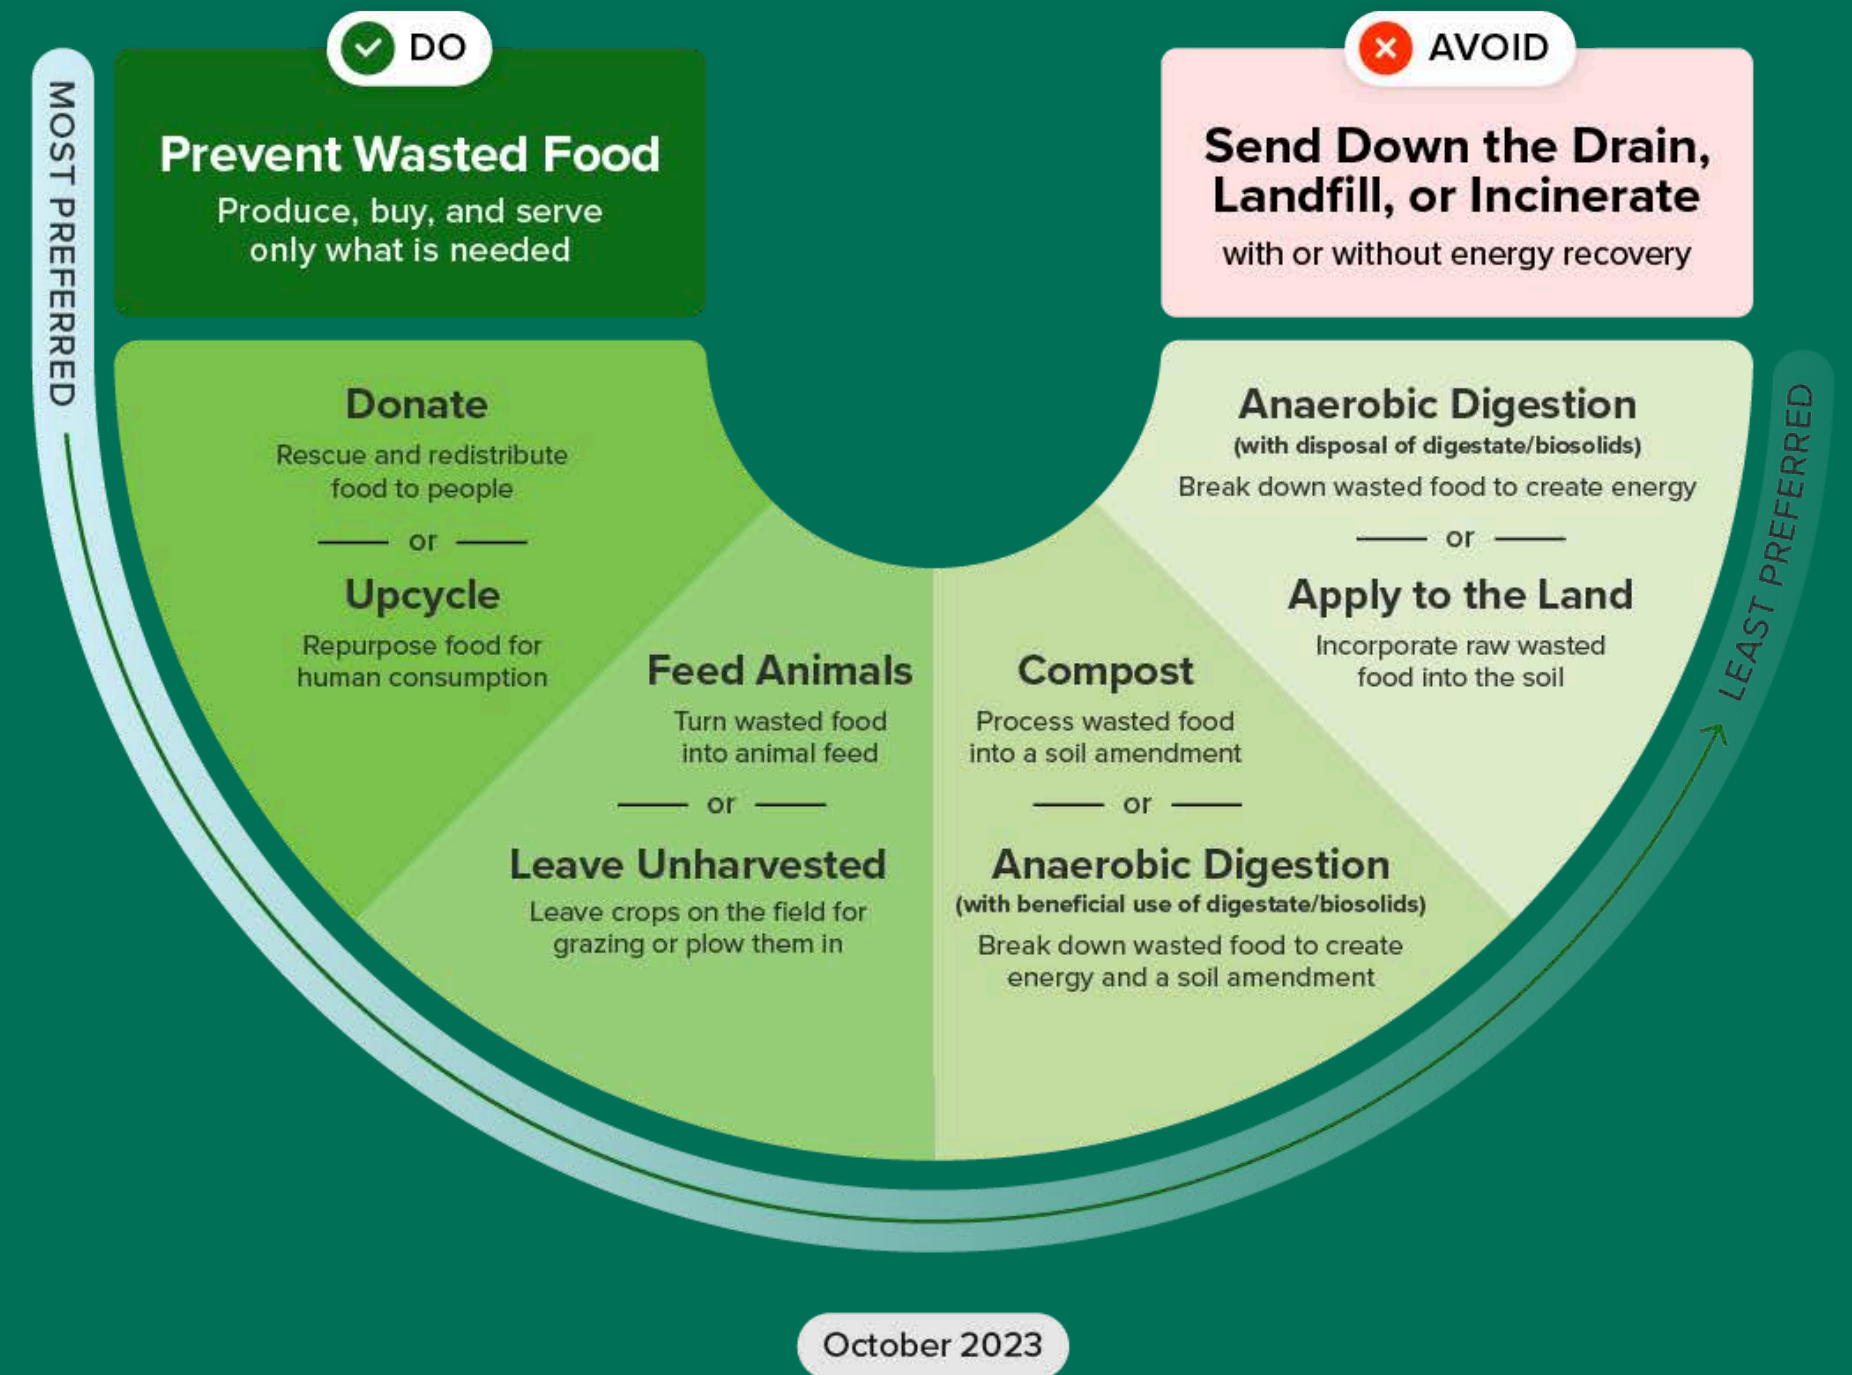 DO
Prevent Wasted Food
Produce, buy, and serve
only what is needed
AVOID
Send Down the Drain,
Landfill, or Incinerate
with or without energy recovery
MOST PREFERRED
Donate
Rescue and redistribute
food to people
or
Upcycle
Repurpose food for
human consumption
Feed Animals
Turn wasted food
into animal feed
or
Leave Unharvested
Leave crops on the field for
grazing or plow them in
Compost
Process wasted food
into a soil amendment
or
Anaerobic Digestion
(with beneficial use of digestate/biosolids)
Break down wasted food to create
energy and a soil amendment
Anaerobic Digestion
(with disposal of digestate/biosolids)
Break down wasted food to create energy
or
Apply to the Land
Incorporate raw wasted
food into the soil
LEAST PREFERRED
October 2023